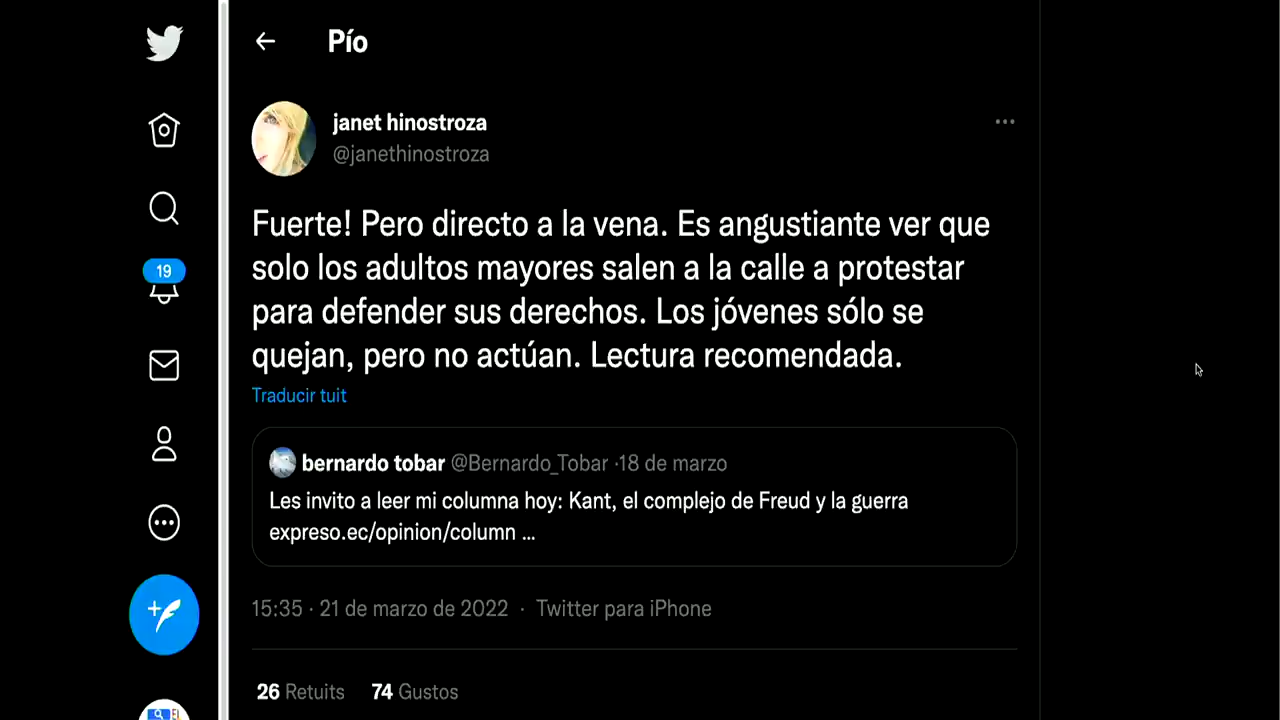 Pío
janet hinostroza
@janethinostroza
Fuerte! Pero directo a la vena. Es angustiante ver que
solo los adultos mayores salen a la calle a protestar
para defender sus derechos. Los jóvenes sólo se
quejan, pero no actúan. Lectura recomendada.
Traducir tuit
bernardo tobar @Bernardo_Tobar ·18 de marzo
Les invito a leer mi columna hoy: Kant, el complejo de Freud y la guerra
expreso.ec/opinion/column ...
15:35 · 21 de marzo de 2022 · Twitter para iPhone
26 Retuits 74 Gustos
19